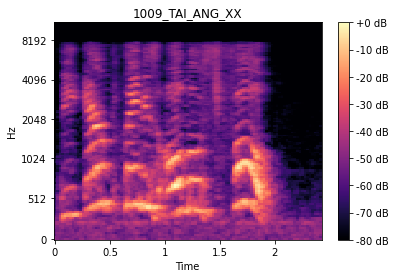 1009_TAI_ANG_XX
+0 dB
8192
-10 dB
4096
-20 dB
-30 dB
2048
Hz
-40 dB
1024
-50 dB
512
-60 dB
-70 dB
0
-80 dB
0 0.5 1 1.5 2
Time